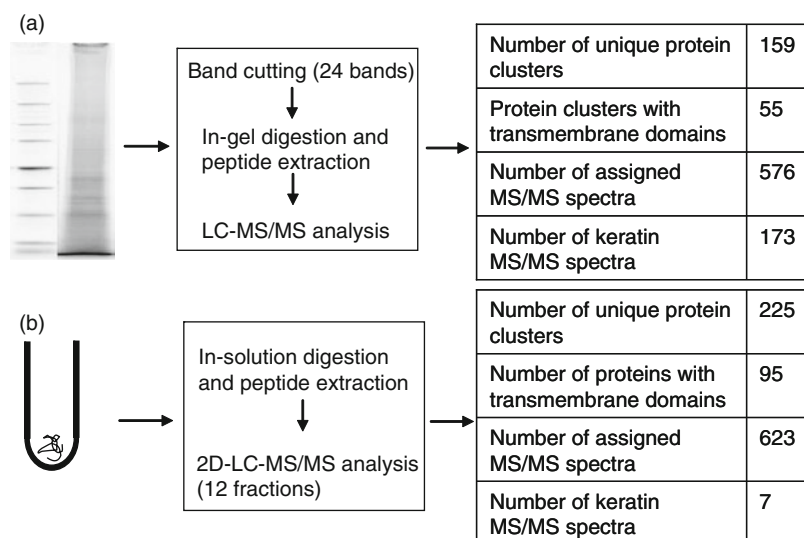 (a)
Band cutting (24 bands)
In-gel digestion and
peptide extraction
LC-MS/MS analysis
Number of unique protein
clusters
159
Protein clusters with
transmembrane domains
55
Number of assigned
MS/MS spectra
576
Number of keratin
MS/MS spectra
173
(b)
In-solution digestion
and peptide extraction
2D-LC-MS/MS analysis
(12 fractions)
Number of unique protein
clusters
225
Number of proteins with
transmembrane domains
95
Number of assigned
MS/MS spectra
623
Number of keratin
MS/MS spectra
7